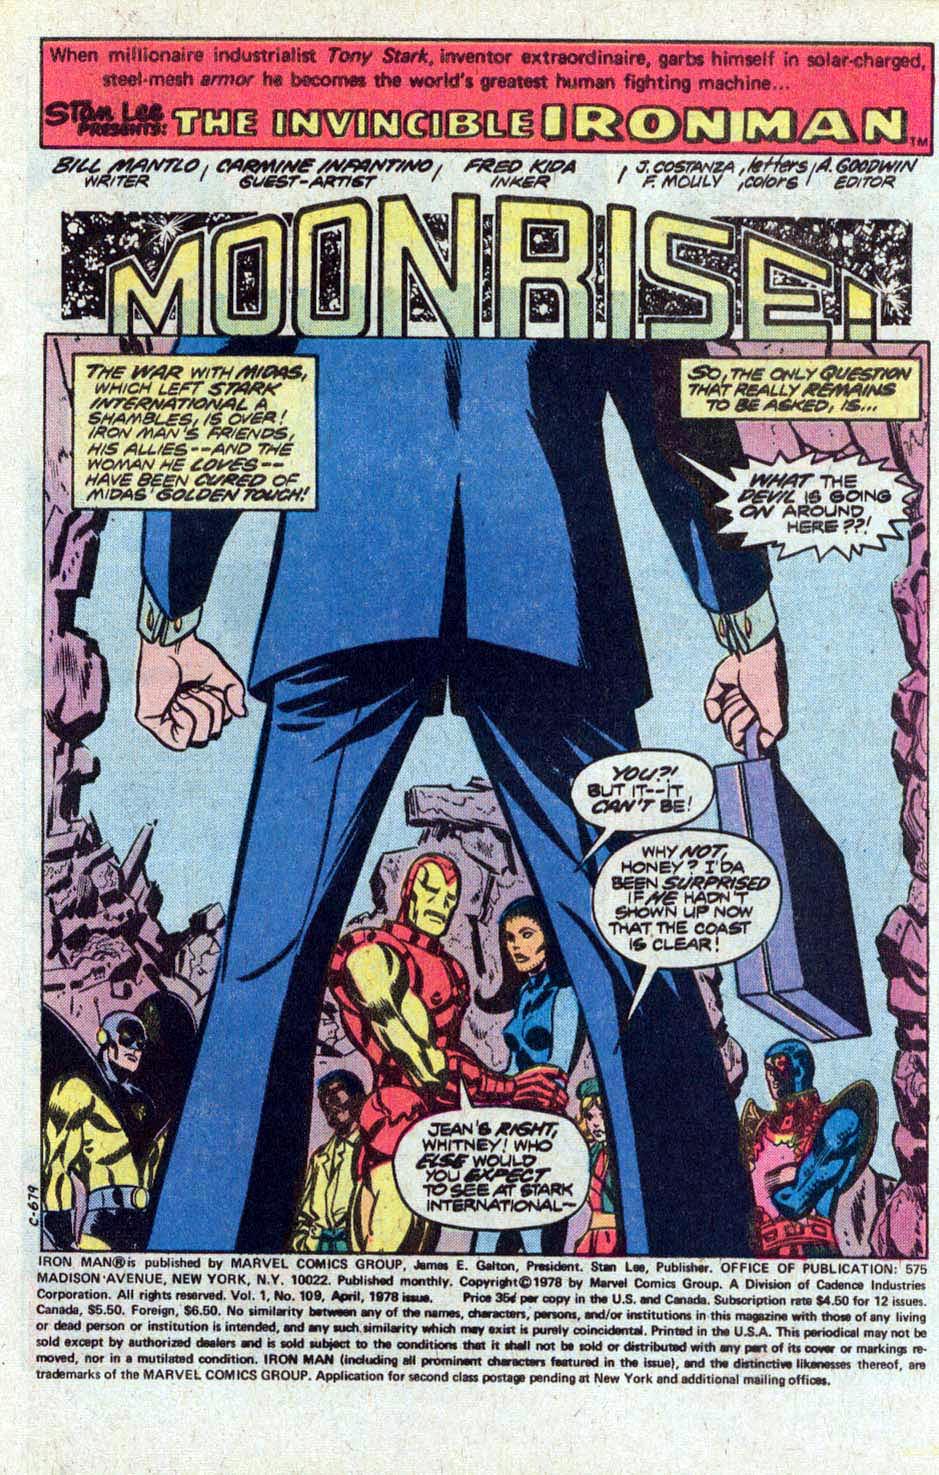 When millionaire industrialist Tony Stark, inventor extraordinaire, garbs himself in solar-charged,
steel-mesh armor he becomes the world's greatest human fighting machine...
STAN LEE
PRESENTS:
THE INVINCIBLE IRON MAN™
BILL MANTLO,
WRITER
CARMINE INFANTINO,
GUEST-ARTIST
FRED KIDA
INKER
, J. COSTANZA, letters
F. MOULY, colors
, A. GOODWIN
EDITOR
MOONRISE!
THE WAR WITH MIDAS,
WHICH LEFT STARK
INTERNATIONAL A
SHAMBLES, IS OVER!
IRON MAN'S FRIENDS,
HIS ALLIES--AND THE
WOMAN HE LOVES--
HAVE BEEN CURED OF
MIDAS' GOLDEN TOUCH!
SO, THE ONLY QUESTION
THAT REALLY REMAINS
TO BE ASKED, IS...
WHAT THE
DEVIL IS GOING
ON AROUND
HERE??!
YOU?!
BUT IT--IT
CAN'T BE!
WHY NOT,
HONEY? I'DA
BEEN SURPRISED
IF HE HADN'T
SHOWN UP NOW
THAT THE COAST
IS CLEAR!
JEAN'S RIGHT,
WHITNEY! WHO
ELSE WOULD
YOU EXPECT
TO SEE AT STARK
INTERNATIONAL--
C-679
IRON MAN® is published by MARVEL COMICS GROUP, James E. Galton, President. Stan Lee, Publisher. OFFICE OF PUBLICATION: 575
MADISON AVENUE, NEW YORK, N.Y. 10022. Published monthly. Copyright © 1978 by Marvel Comics Group. A Division of Cadence Industries
Corporation. All rights reserved. Vol. 1, No. 109, April, 1978 issue. Price 35¢ per copy in the U.S. and Canada. Subscription rate $4.50 for 12 issues.
Canada, $5.50. Foreign, $6.50. No similarity between any of the names, characters, persons, and/or institutions in this magazine with those of any living
or dead person or institution is intended, and any such similarity which may exist is purely coincidental. Printed in the U.S.A. This periodical may not be
sold except by authorized dealers and is sold subject to the conditions that it shall not be sold or distributed with any part of its cover or markings re-
moved, nor in a mutilated condition. IRON MAN (including all prominent characters featured in the issue), and the distinctive likenesses thereof, are
trademarks of the MARVEL COMICS GROUP. Application for second class postage pending at New York and additional mailing offices.